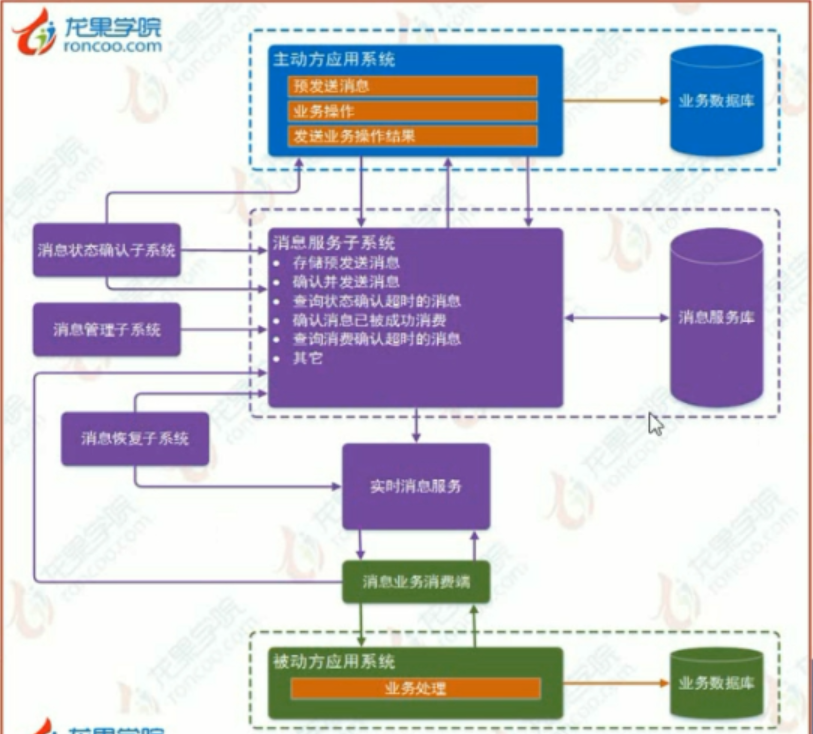 龙果学院
roncoo.com
主动方应用系统
预发送消息
业务操作
发送业务操作结果
业务数据库
消息状态确认子系统
消息管理子系统
消息恢复子系统
消息服务子系统
• 存储预发送消息
• 确认并发送消息
• 查询状态确认超时的消息
• 确认消息已被成功消费
• 查询消费确认超时的消息
• 其它
消息服务库
实时消息服务
消息业务消费端
被动方应用系统
业务处理
业务数据库
龙果学院